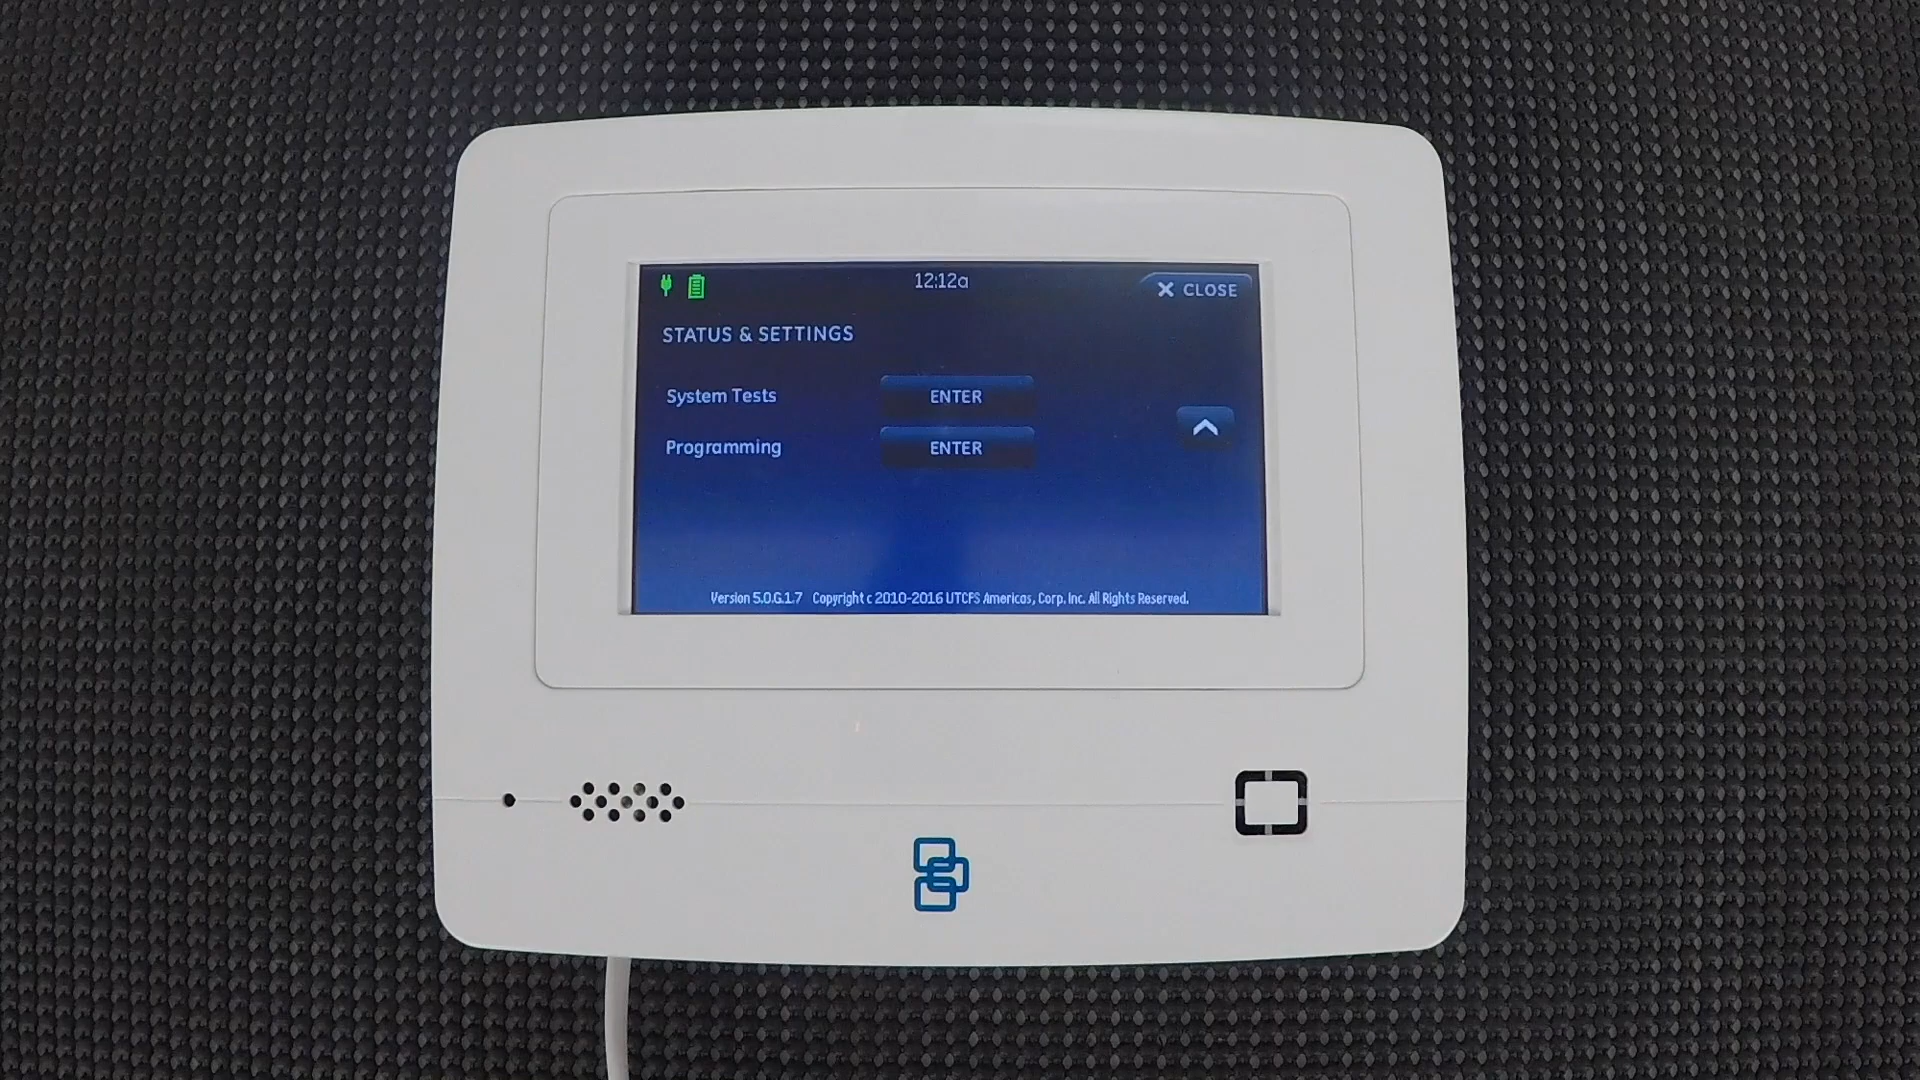 12:12a
CLOSE
STATUS & SETTINGS
System Tests ENTER
Programming ENTER
Version 5.0.G.1.7 Copyright c 2010-2016 UTCFS Americas, Corp. Inc. All Rights Reserved.